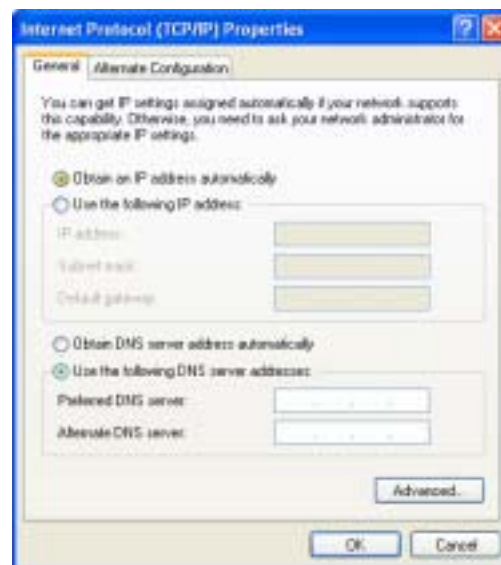 Internet Protocol (TCP/IP) Properties
General
Alternate Configuration
You can get IP settings assigned automatically if your network supports
this capability. Otherwise, you need to ask your network administrator for
the appropriate IP settings.
Obtain an IP address automatically
Use the following IP address:
IP address:
Subnet mask:
Default gateway:
Obtain DNS server address automatically
Use the following DNS server addresses:
Preferred DNS server:
Alternate DNS server:
Advanced...
OK
Cancel